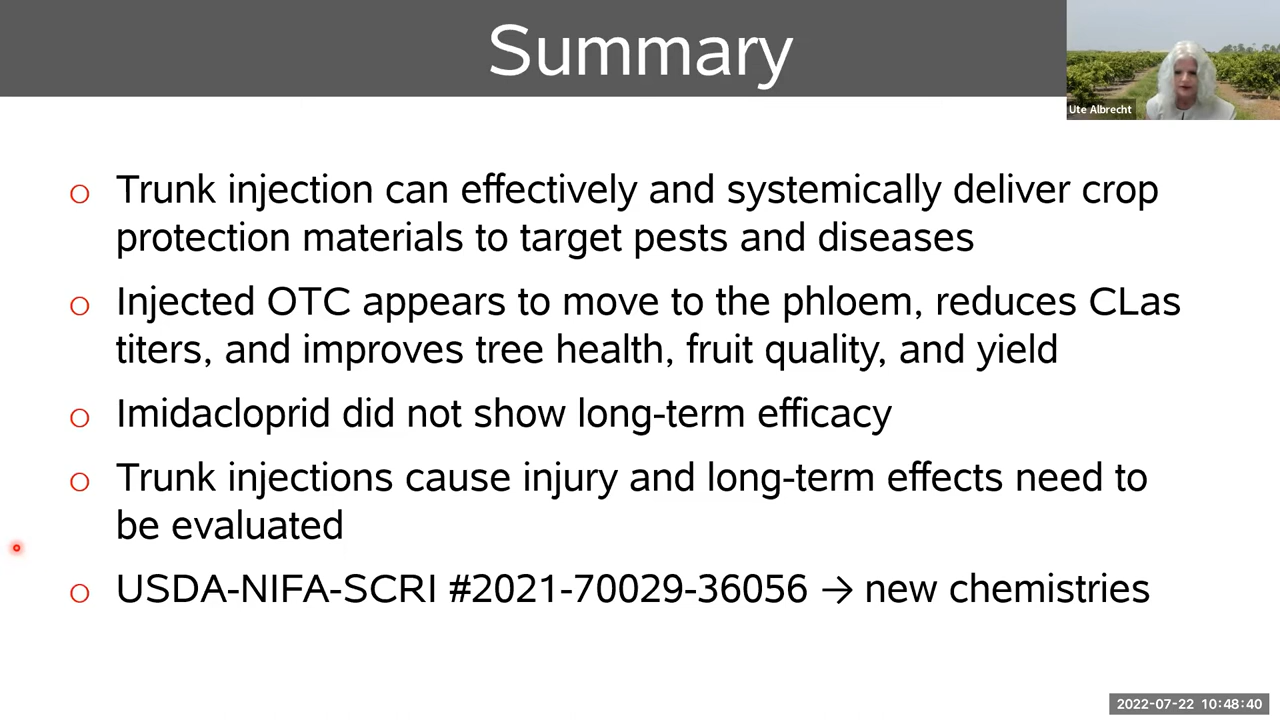 Summary
Ute Albrecht
Trunk injection can effectively and systemically deliver crop
protection materials to target pests and diseases
Injected OTC appears to move to the phloem, reduces CLas
titers, and improves tree health, fruit quality, and yield
Imidacloprid did not show long-term efficacy
Trunk injections cause injury and long-term effects need to
be evaluated
USDA-NIFA-SCRI #2021-70029-36056 → new chemistries
2022-07-22 10:48:40